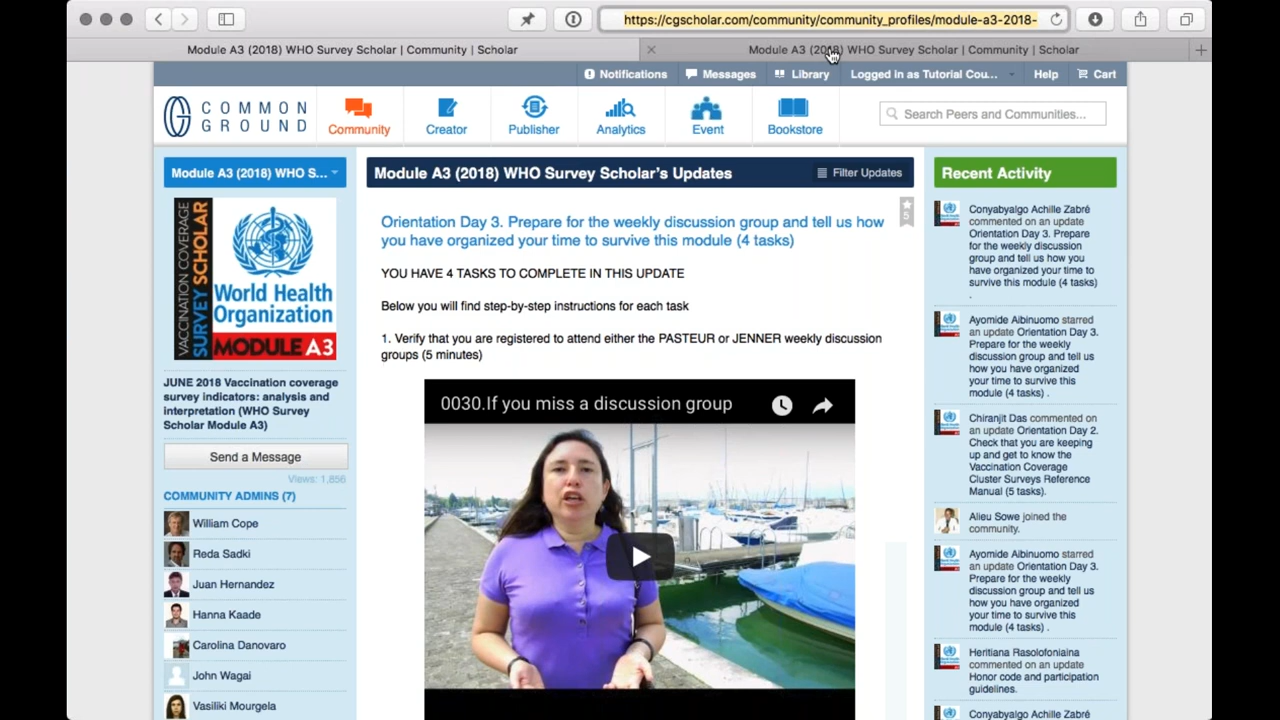 https://cgscholar.com/community/community_profiles/module-a3-2018-
Module A3 (2018) WHO Survey Scholar | Community | Scholar
Module A3 (2018) WHO Survey Scholar | Community | Scholar
Notifications
Messages
Library
Logged in as Tutorial Cou...
Help
Cart
COMMON
GROUND
Community
Creator
Publisher
Analytics
Event
Bookstore
Search Peers and Communities...
Module A3 (2018) WHO S...
VACCINATION COVERAGE
SURVEY SCHOLAR
World Health
Organization
MODULE A3
JUNE 2018 Vaccination coverage
survey indicators: analysis and
interpretation (WHO Survey
Scholar Module A3)
Send a Message
Views: 1,856
COMMUNITY ADMINS (7)
William Cope
Reda Sadki
Juan Hernandez
Hanna Kaade
Carolina Danovaro
John Wagai
Vasiliki Mourgela
Module A3 (2018) WHO Survey Scholar's Updates
Filter Updates
Orientation Day 3. Prepare for the weekly discussion group and tell us how
you have organized your time to survive this module (4 tasks)
5
YOU HAVE 4 TASKS TO COMPLETE IN THIS UPDATE
Below you will find step-by-step instructions for each task
1. Verify that you are registered to attend either the PASTEUR or JENNER weekly discussion
groups (5 minutes)
0030.If you miss a discussion group
Recent Activity
Conyabyalgo Achille Zabré
commented on an update
Orientation Day 3. Prepare
for the weekly discussion
group and tell us how you
have organized your time to
survive this module (4 tasks)
.
Ayomide Aibinuomo starred
an update Orientation Day 3.
Prepare for the weekly
discussion group and tell us
how you have organized
your time to survive this
module (4 tasks) .
Chiranjit Das commented on
an update Orientation Day 2.
Check that you are keeping
up and get to know the
Vaccination Coverage
Cluster Surveys Reference
Manual (5 tasks).
Alieu Sowe joined the
community.
Ayomide Aibinuomo starred
an update Orientation Day 3.
Prepare for the weekly
discussion group and tell us
how you have organized
your time to survive this
module (4 tasks) .
Heritiana Rasolofoniaina
commented on an update
Honor code and participation
guidelines.
Conyabyalgo Achille Zabré